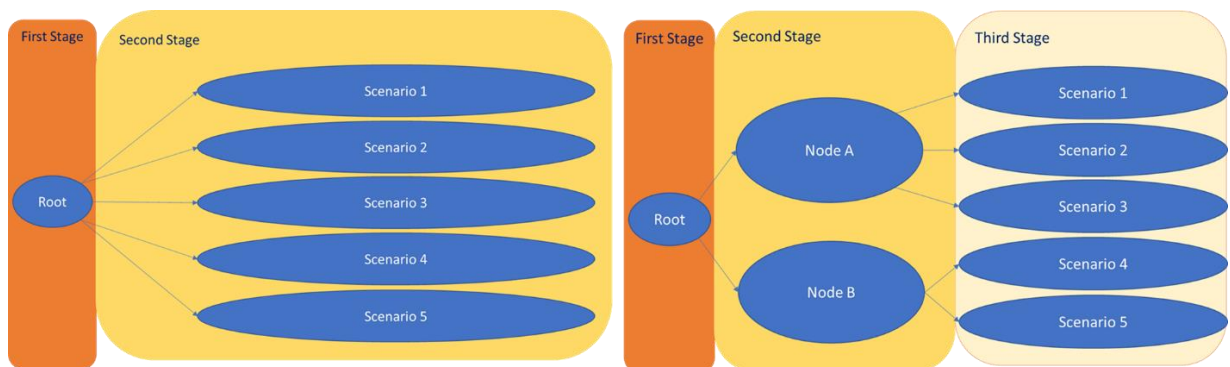 First Stage
Second Stage
Root
Scenario 1
Scenario 2
Scenario 3
Scenario 4
Scenario 5
First Stage
Second Stage
Third Stage
Root
Node A
Node B
Scenario 1
Scenario 2
Scenario 3
Scenario 4
Scenario 5